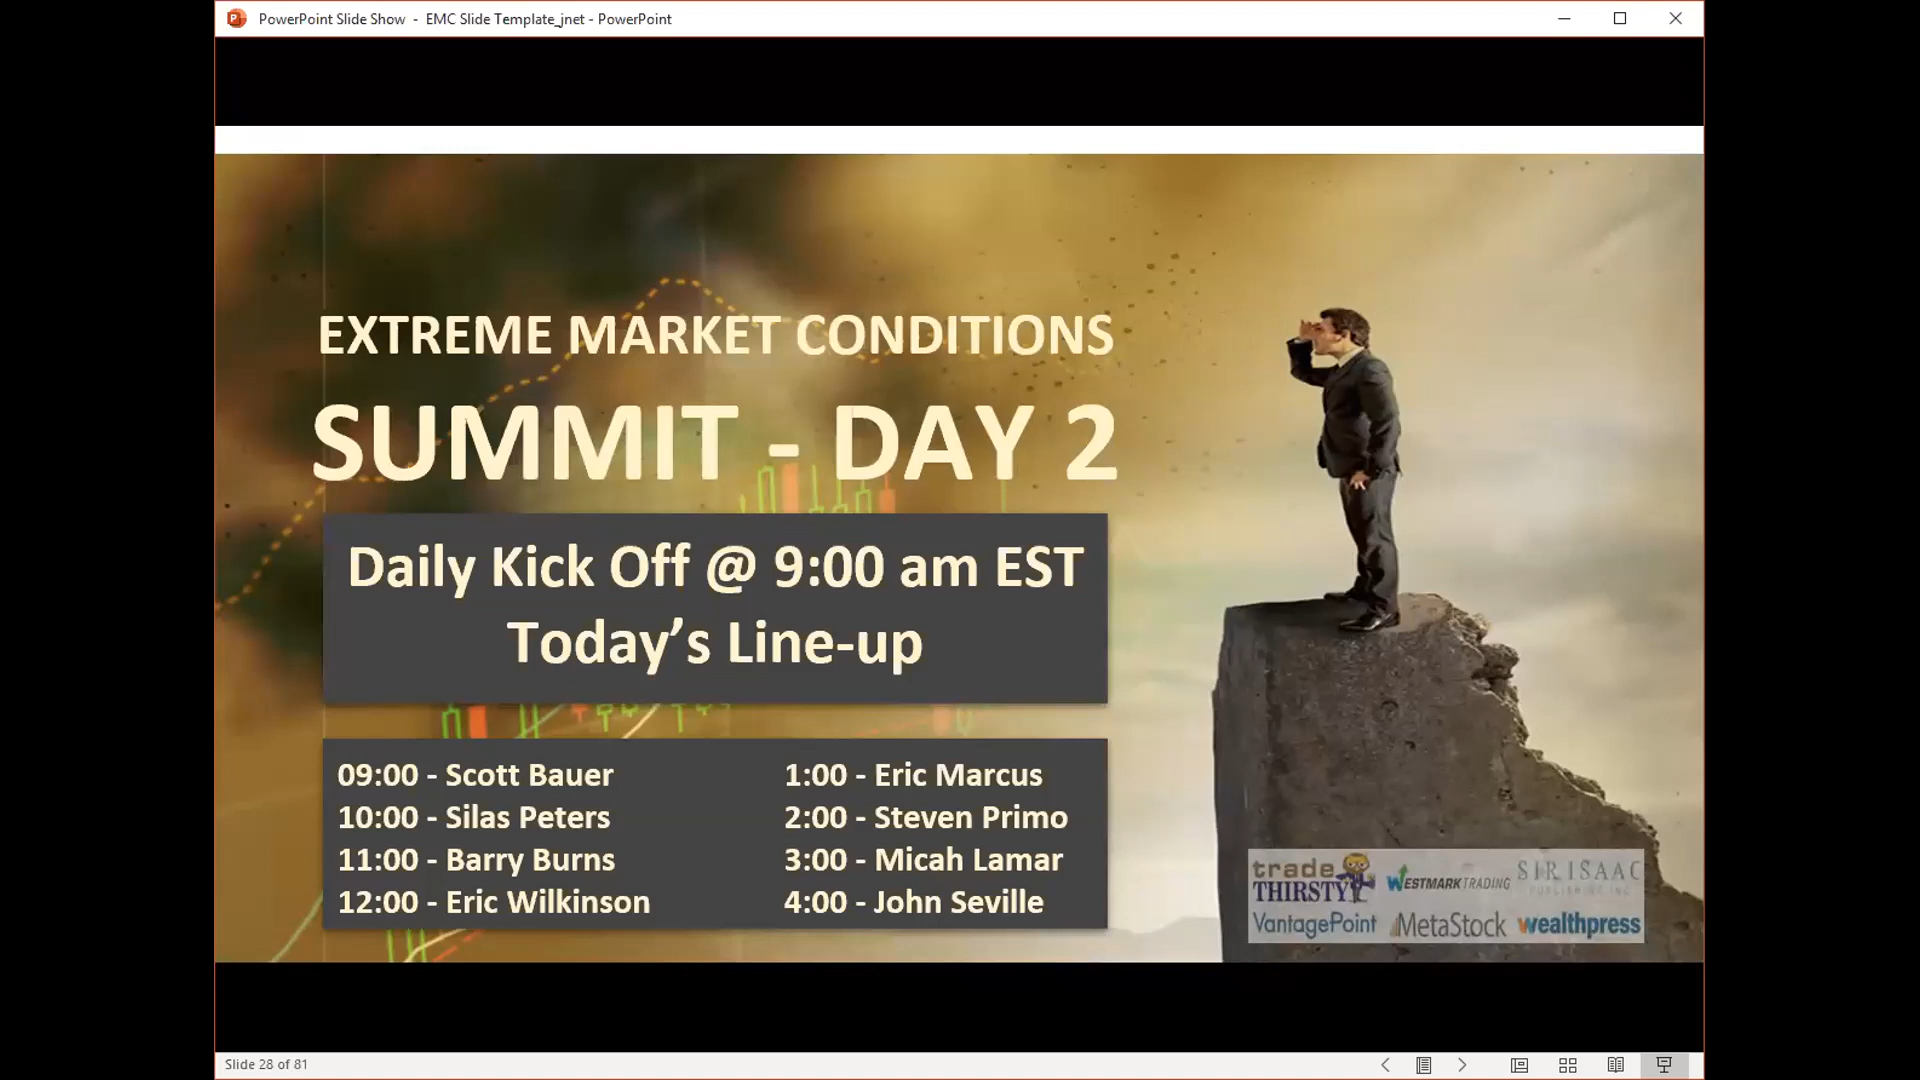 PowerPoint Slide Show - EMC Slide Template_jnet - PowerPoint
EXTREME MARKET CONDITIONS
SUMMIT - DAY 2
Daily Kick Off @ 9:00 am EST
Today’s Line-up
09:00 - Scott Bauer
10:00 - Silas Peters
11:00 - Barry Burns
12:00 - Eric Wilkinson
1:00 - Eric Marcus
2:00 - Steven Primo
3:00 - Micah Lamar
4:00 - John Seville
trade THIRSTY
WESTMARK TRADING
SIR ISAAC
PUBLISHING INC
VantagePoint
MetaStock
wealthpress
Slide 28 of 81